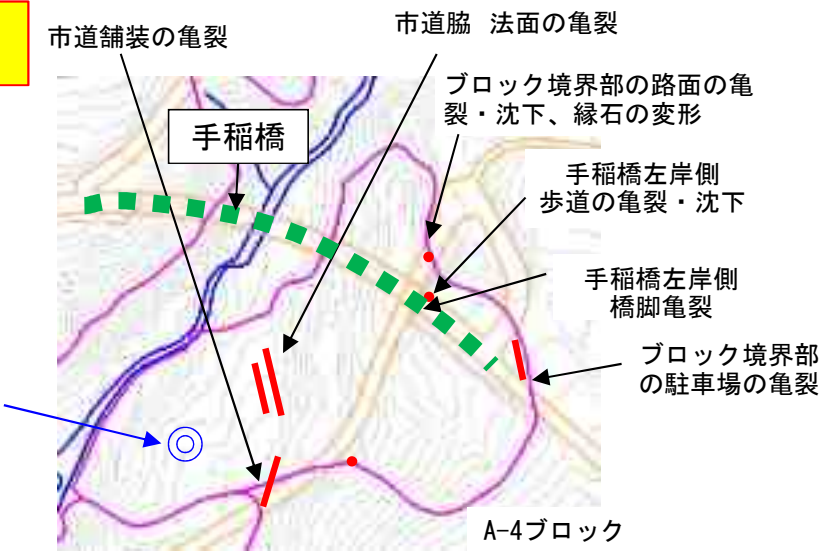 市道舗装の亀裂
市道脇 法面の亀裂
ブロック境界部の路面の亀
裂・沈下、縁石の変形
手稲橋
手稲橋左岸側
歩道の亀裂・沈下
手稲橋左岸側
橋脚亀裂
ブロック境界部
の駐車場の亀裂
A-4ブロック